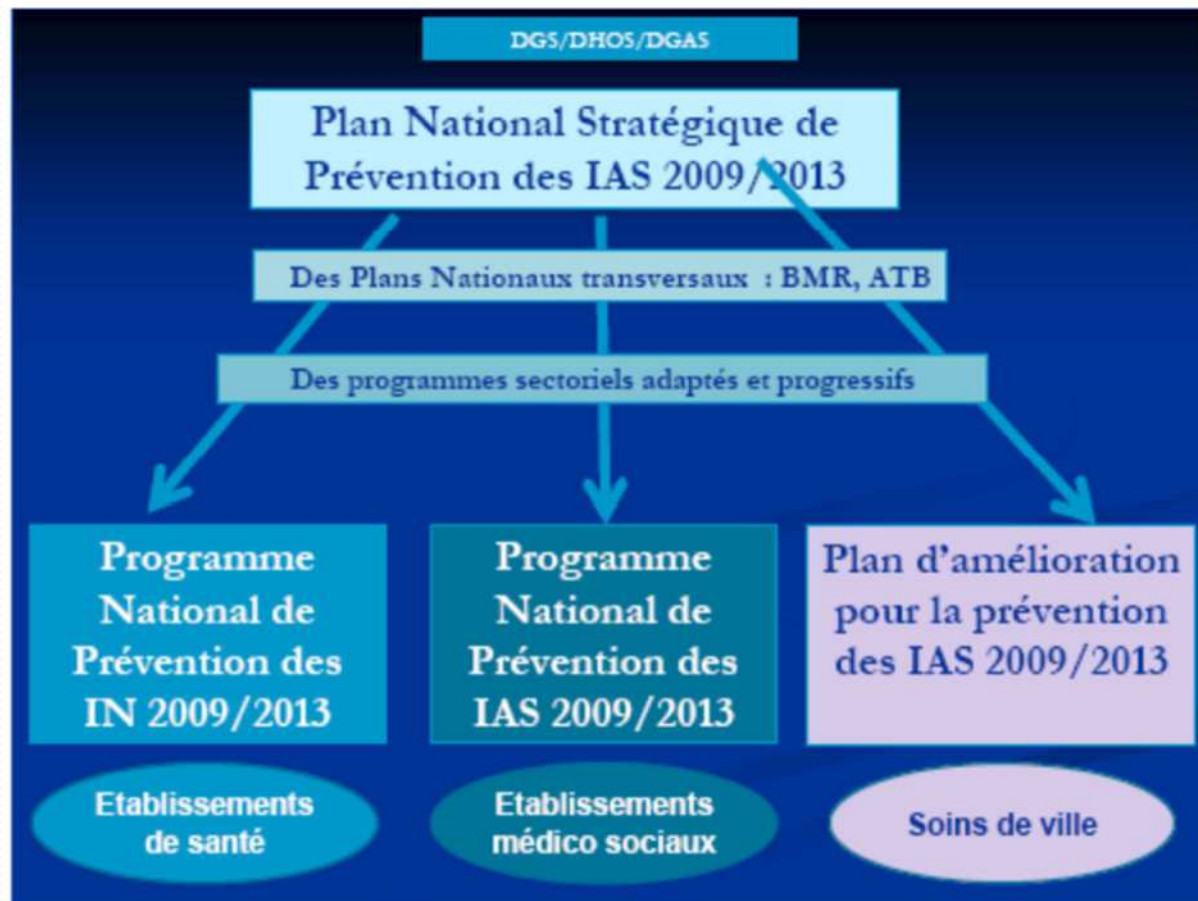 DGS/DHOS/DGAS
Plan National Stratégique de
Prévention des IAS 2009/2013
Des Plans Nationaux transversaux : BMR, ATB
Des programmes sectoriels adaptés et progressifs
Programme
National de
Prévention des
IN 2009/2013
Programme
National de
Prévention des
IAS 2009/2013
Plan d'amélioration
pour la prévention
des IAS 2009/2013
Etablissements
de santé
Etablissements
médico sociaux
Soins de ville